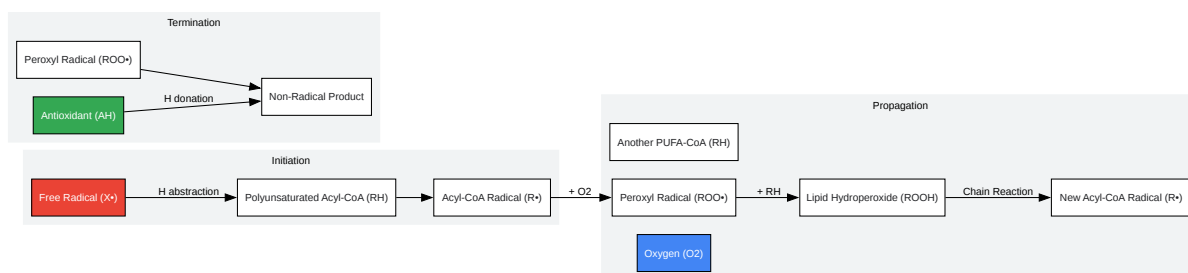 Termination
Peroxyl Radical (ROO•)
Non-Radical Product
H donation
Antioxidant (AH)
Propagation
Another PUFA-CoA (RH)
Initiation
Free Radical (X•)
H abstraction
Polyunsaturated Acyl-CoA (RH)
Acyl-CoA Radical (R•)
+ O2
Peroxyl Radical (ROO•)
+ RH
Lipid Hydroperoxide (ROOH)
Chain Reaction
New Acyl-CoA Radical (R•)
Oxygen (O2)